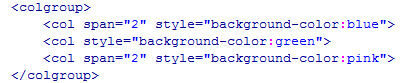 <colgroup>
<col span="2" style="background-color:blue">
<col style="background-color:green">
<col span="2" style="background-color:pink">
</colgroup>